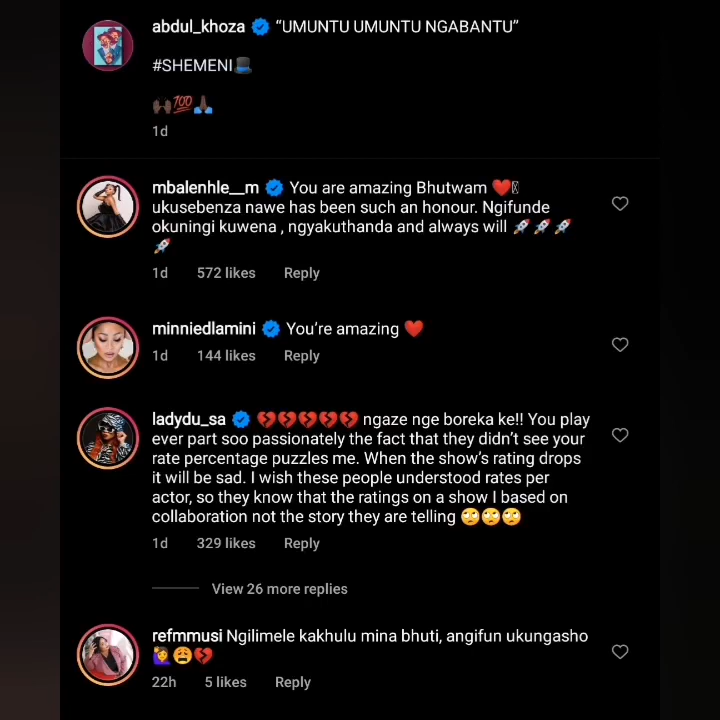 abdul_khoza “UMUNTU UMUNTU NGABANTU”
#SHEMENI🎩
🙌🏿💯🙏🏿
1d
mbalenhle__m You are amazing Bhutwam ❤️
ukusebenza nawe has been such an honour. Ngifunde
okuningi kuwena , ngyakuthanda and always will 🚀🚀🚀
🚀
1d 572 likes Reply
minniedlamini You’re amazing ❤️
1d 144 likes Reply
ladydu_sa 💔💔💔💔💔 ngaze nge boreka ke!! You play
ever part soo passionately the fact that they didn’t see your
rate percentage puzzles me. When the show’s rating drops
it will be sad. I wish these people understood rates per
actor, so they know that the ratings on a show I based on
collaboration not the story they are telling 🙄🙄🙄
1d 329 likes Reply
View 26 more replies
refmmusi Ngilimele kakhulu mina bhuti, angifun ukungasho
🙋‍♀️😩💔
22h 5 likes Reply